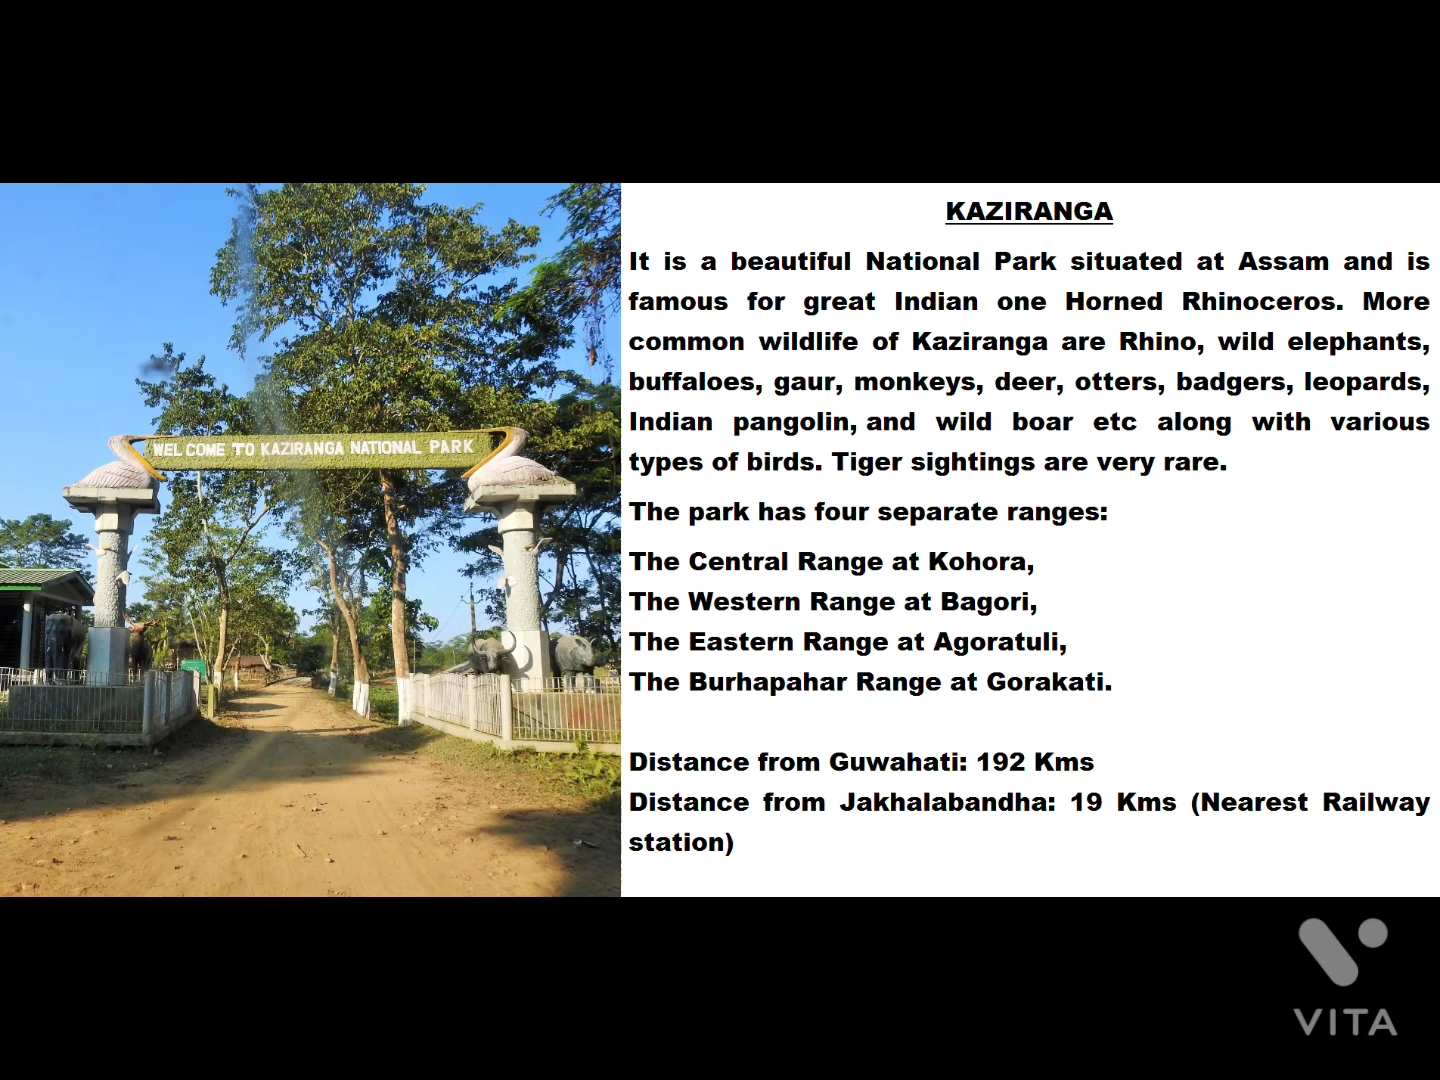 WELCOME TO KAZIRANGA NATIONAL PARK
KAZIRANGA
It is a beautiful National Park situated at Assam and is
famous for great Indian one Horned Rhinoceros. More
common wildlife of Kaziranga are Rhino, wild elephants,
buffaloes, gaur, monkeys, deer, otters, badgers, leopards,
Indian pangolin, and wild boar etc along with various
types of birds. Tiger sightings are very rare.
The park has four separate ranges:
The Central Range at Kohora,
The Western Range at Bagori,
The Eastern Range at Agoratuli,
The Burhapahar Range at Gorakati.
Distance from Guwahati: 192 Kms
Distance from Jakhalabandha: 19 Kms (Nearest Railway
station)
VITA